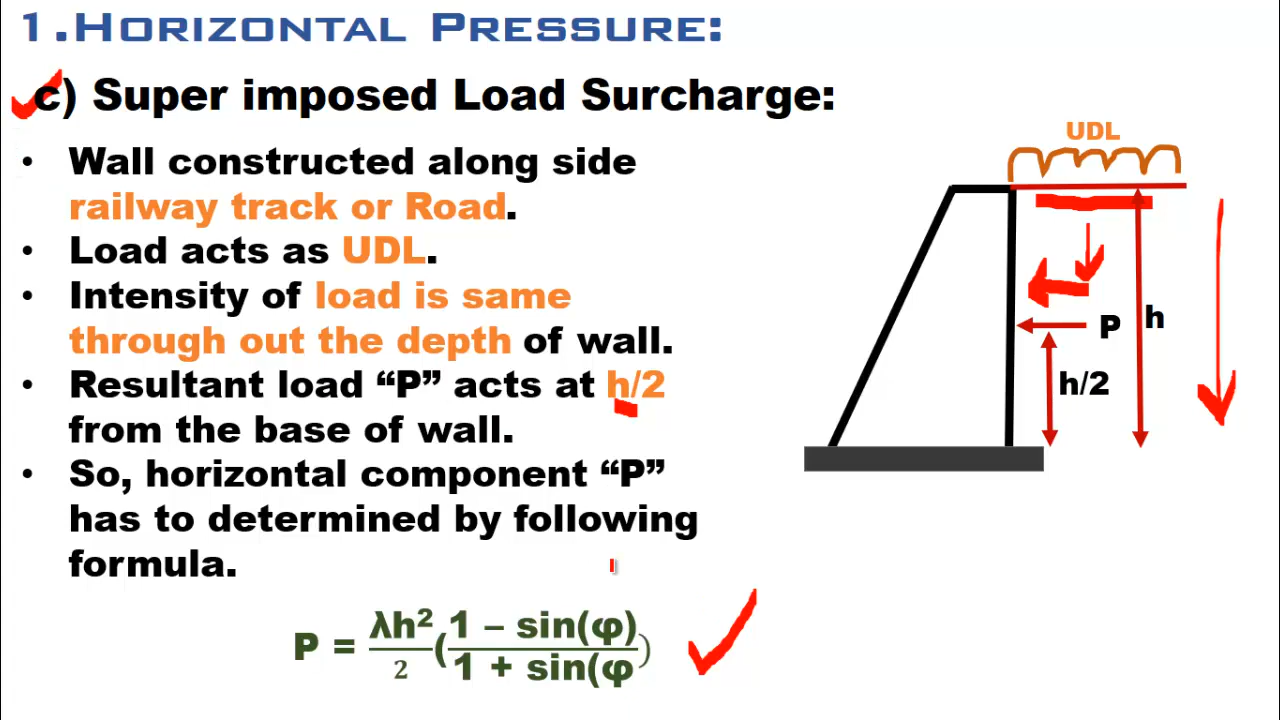 1.Horizontal Pressure:
c) Super imposed Load Surcharge:
• Wall constructed along side
railway track or Road.
• Load acts as UDL.
• Intensity of load is same
through out the depth of wall.
• Resultant load “P” acts at h/2
from the base of wall.
• So, horizontal component “P”
has to determined by following
formula.
P = λh²/2 (1 – sin(φ)/1 + sin(φ)
UDL
P
h
h/2